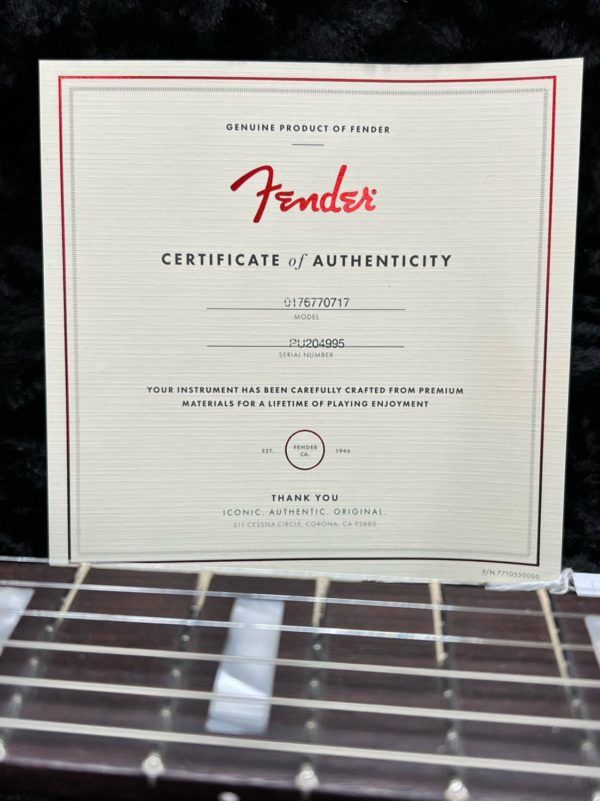 GENUINE PRODUCT OF FENDER
Fender
CERTIFICATE of AUTHENTICITY
0176770717
MODEL
PU204995
SERIAL NUMBER
YOUR INSTRUMENT HAS BEEN CAREFULLY CRAFTED FROM PREMIUM
MATERIALS FOR A LIFETIME OF PLAYING ENJOYMENT
EST. FENDER CA. 1946
THANK YOU
ICONIC. AUTHENTIC. ORIGINAL.
311 CESSNA CIRCLE, CORONA, CA 92880
P/N 7710550000